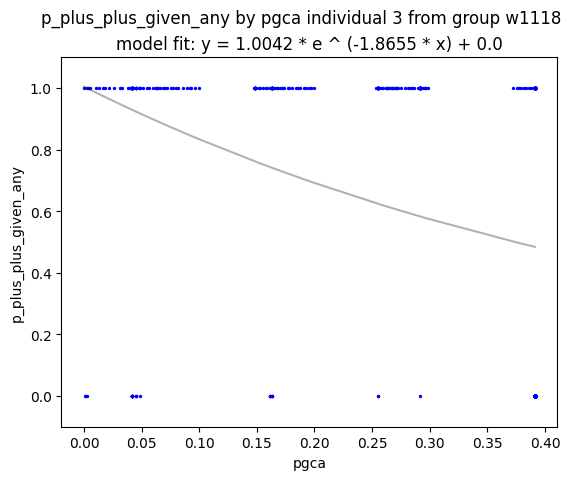 p_plus_plus_given_any by pgca individual 3 from group w1118
model fit: y = 1.0042 * e ^ (-1.8655 * x) + 0.0
1.0
0.8
0.6
0.4
0.2
0.0
p_plus_plus_given_any
0.00 0.05 0.10 0.15 0.20 0.25 0.30 0.35 0.40
pgca